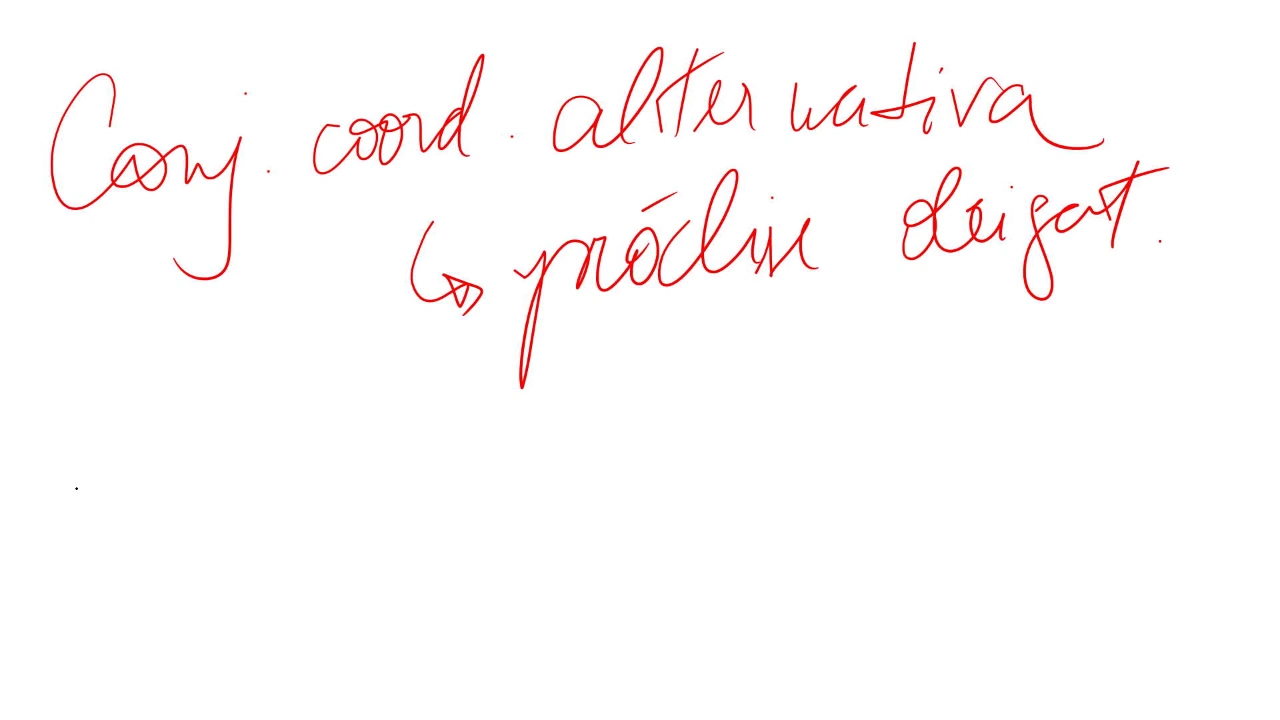 Conj. coord. alternativa
↳ próclise obrigat.